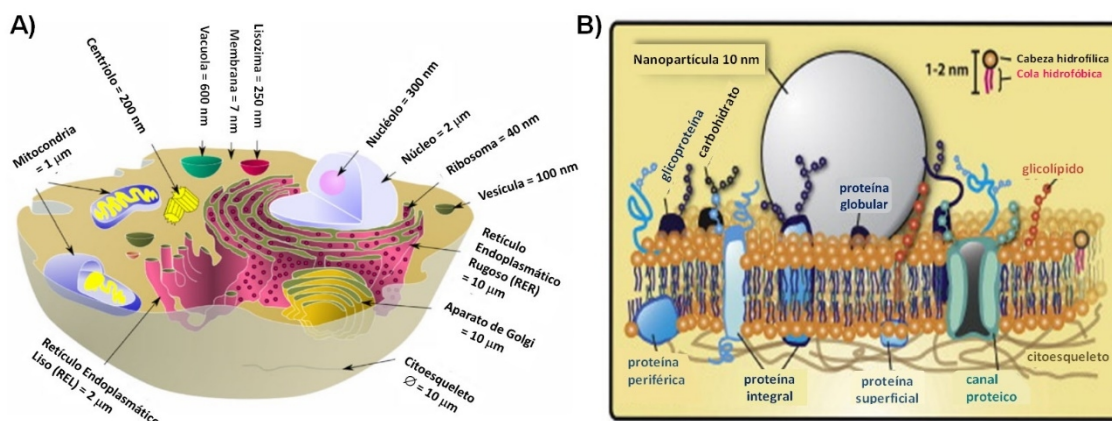 A)
Mitocondria
= 1 μm
Centriolo = 200 nm
Vacuola = 600 nm
Membrana = 7 nm
Lisozima = 250 nm
Nucléolo = 300 nm
Núcleo = 2 μm
Ribosoma = 40 nm
Vesícula = 100 nm
Retículo
Endoplasmático
Rugoso (RER)
= 10 μm
Aparato de Golgi
= 10 μm
Citoesqueleto
∅ = 10 μm
Retículo Endoplasmático
Liso (REL) = 2 μm
B)
Nanopartícula 10 nm
1-2 nm
Cabeza hidrofílica
Cola hidrofóbica
glicoproteína
carbohidrato
proteína
globular
glicolípido
citoesqueleto
proteína
periférica
proteína
integral
proteína
superficial
canal
proteico